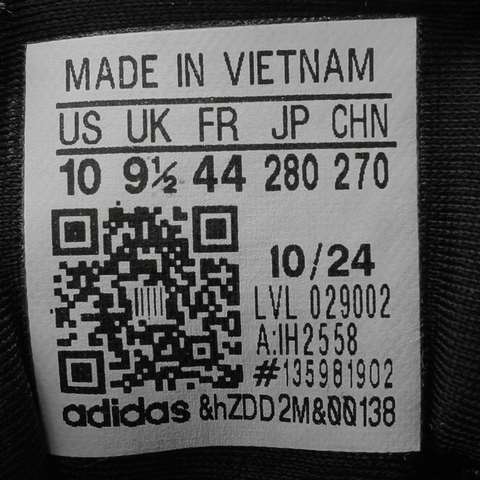 MADE IN VIETNAM
US UK FR JP CHN
10 9½ 44 280 270
10/24
LVL 029002
A:IH2558
#135981902
adidas &hZDD2M&00138